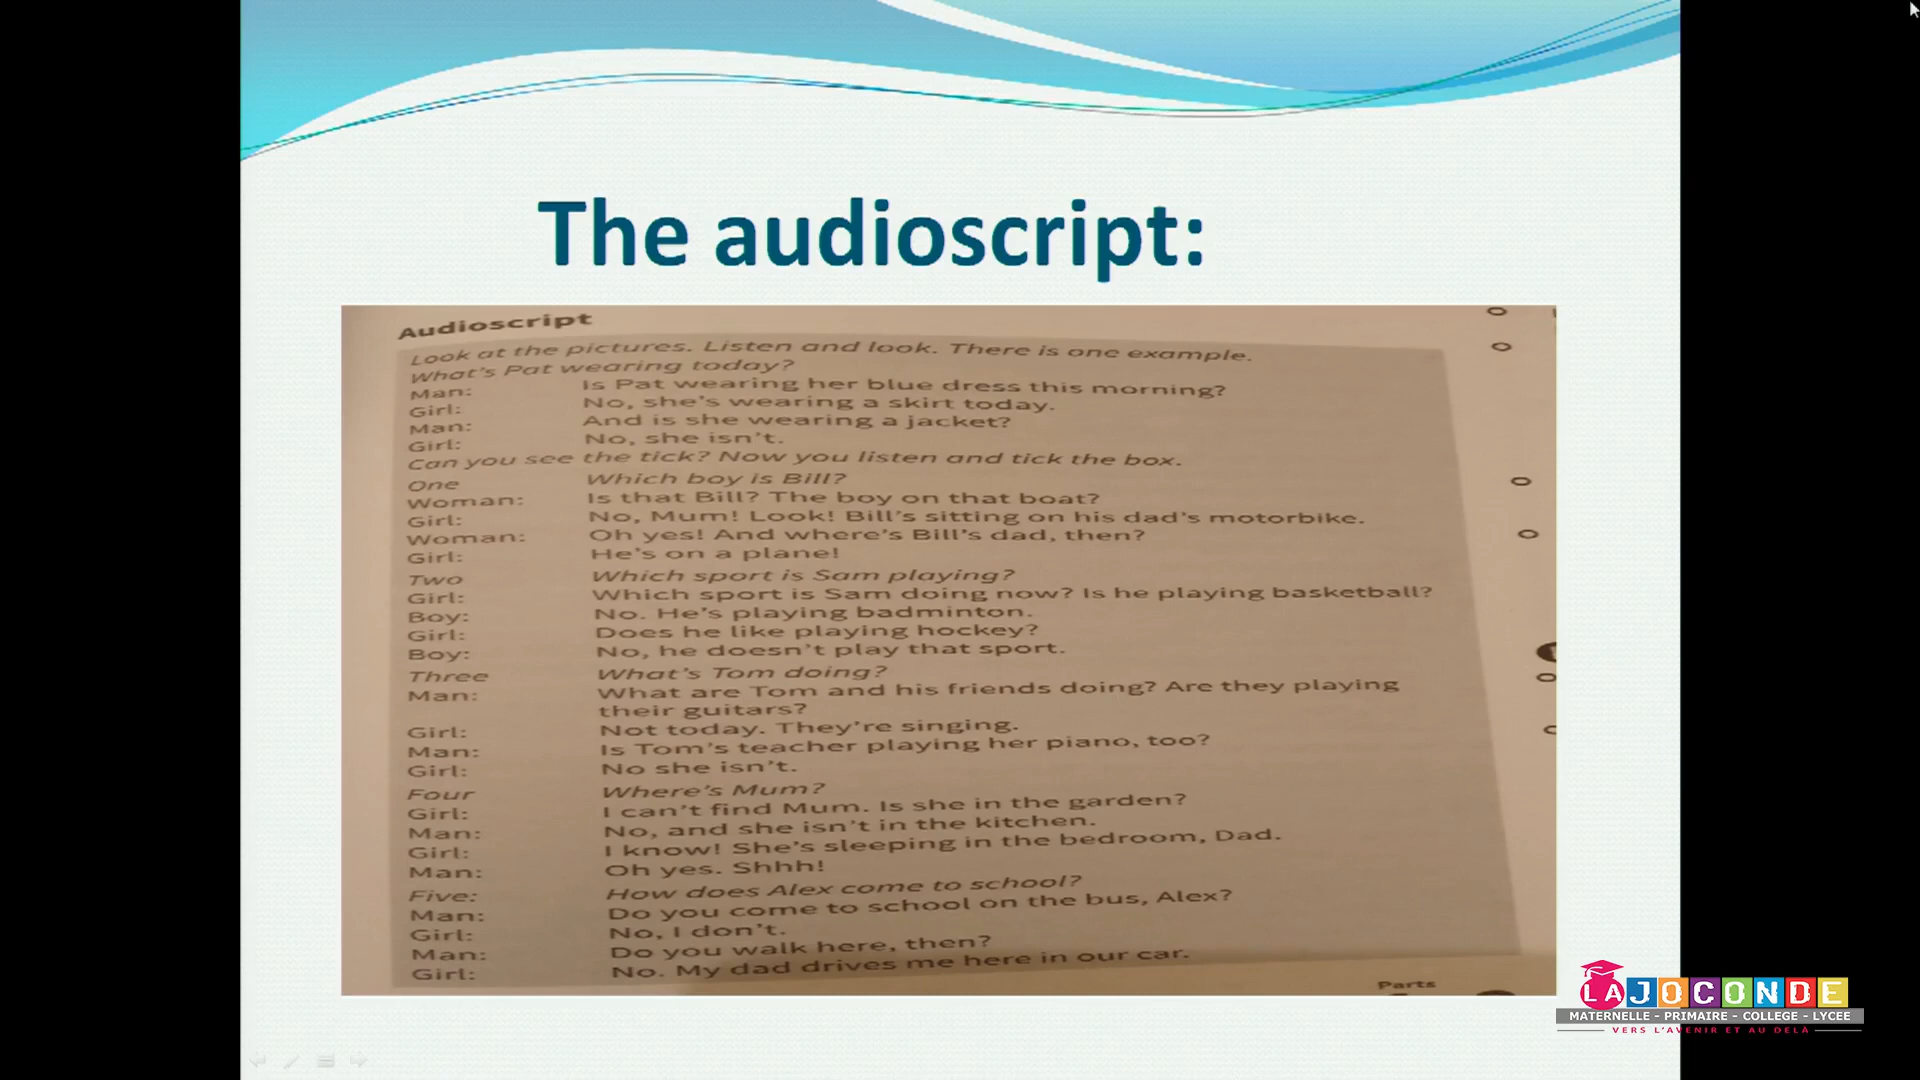 The audioscript:
Audioscript
Look at the pictures. Listen and look. There is one example.
What's Pat wearing today?
Man: Is Pat wearing her blue dress this morning?
Girl: No, she's wearing a skirt today.
Man: And is she wearing a jacket?
Girl: No, she isn't.
Can you see the tick? Now you listen and tick the box.
One Which boy is Bill?
Woman: Is that Bill? The boy on that boat?
Girl: No, Mum! Look! Bill's sitting on his dad's motorbike.
Woman: Oh yes! And where's Bill's dad, then?
Girl: He's on a plane!
Two Which sport is Sam playing?
Girl: Which sport is Sam doing now? Is he playing basketball?
Boy: No. He's playing badminton.
Girl: Does he like playing hockey?
Boy: No, he doesn't play that sport.
Three What's Tom doing?
Man: What are Tom and his friends doing? Are they playing
their guitars?
Girl: Not today. They're singing.
Man: Is Tom's teacher playing her piano, too?
Girl: No she isn't.
Four Where's Mum?
Girl: I can't find Mum. Is she in the garden?
Man: No, and she isn't in the kitchen.
Girl: I know! She's sleeping in the bedroom, Dad.
Man: Oh yes. Shhh!
Five: How does Alex come to school?
Man: Do you come to school on the bus, Alex?
Girl: No, I don't.
Man: Do you walk here, then?
Girl: No. My dad drives me here in our car.
Parts
LAJOCONDE
MATERNELLE - PRIMAIRE - COLLEGE - LYCEE
VERS L'AVENIR ET AU DELÀ